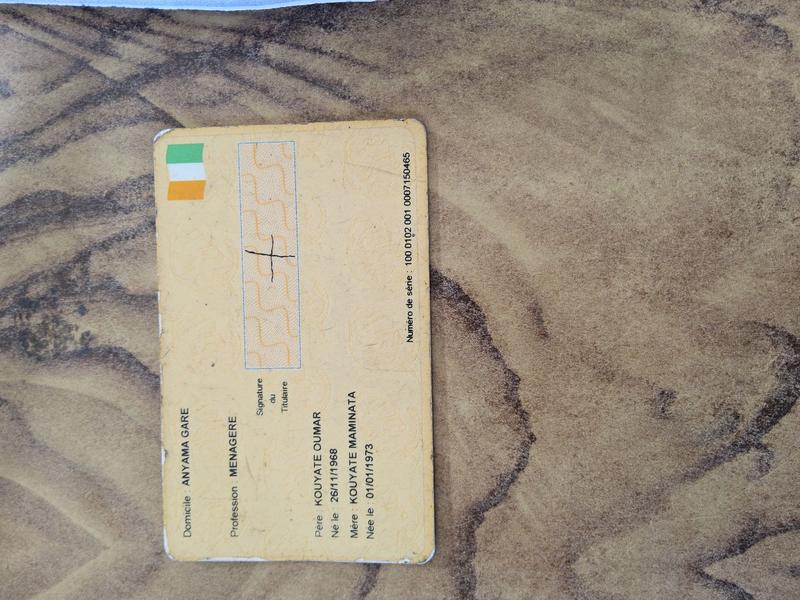 Domicile ANYAMA GARE
Profession : MENAGERE
Signature
du
Titulaire
Père : KOUYATE OUMAR
Né le : 26/11/1968
Mère : KOUYATE MAMINATA
Née le : 01/01/1973
Numéro de série : 100 0102 001 0007150465